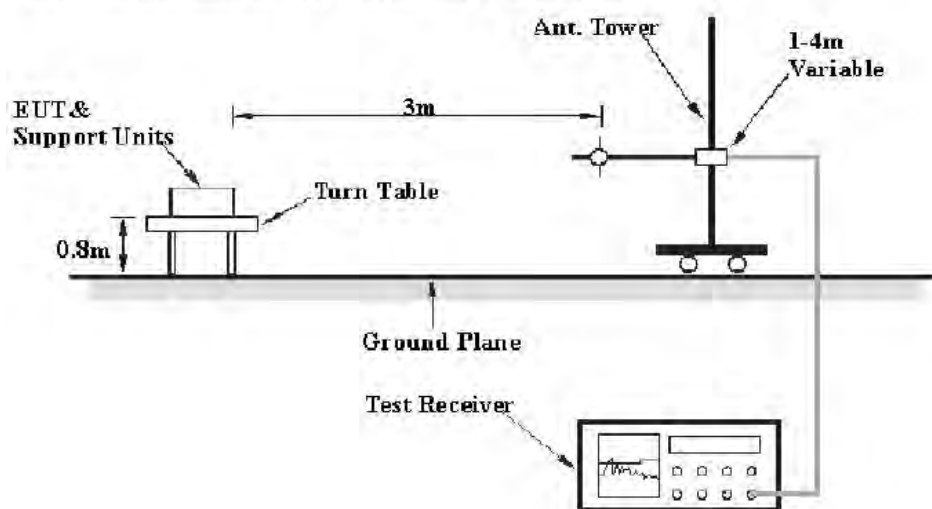 Ant. Tower
1-4m
Variable
3m
EUT&
Support Units
Turn Table
0.8m
Ground Plane
Test Receiver